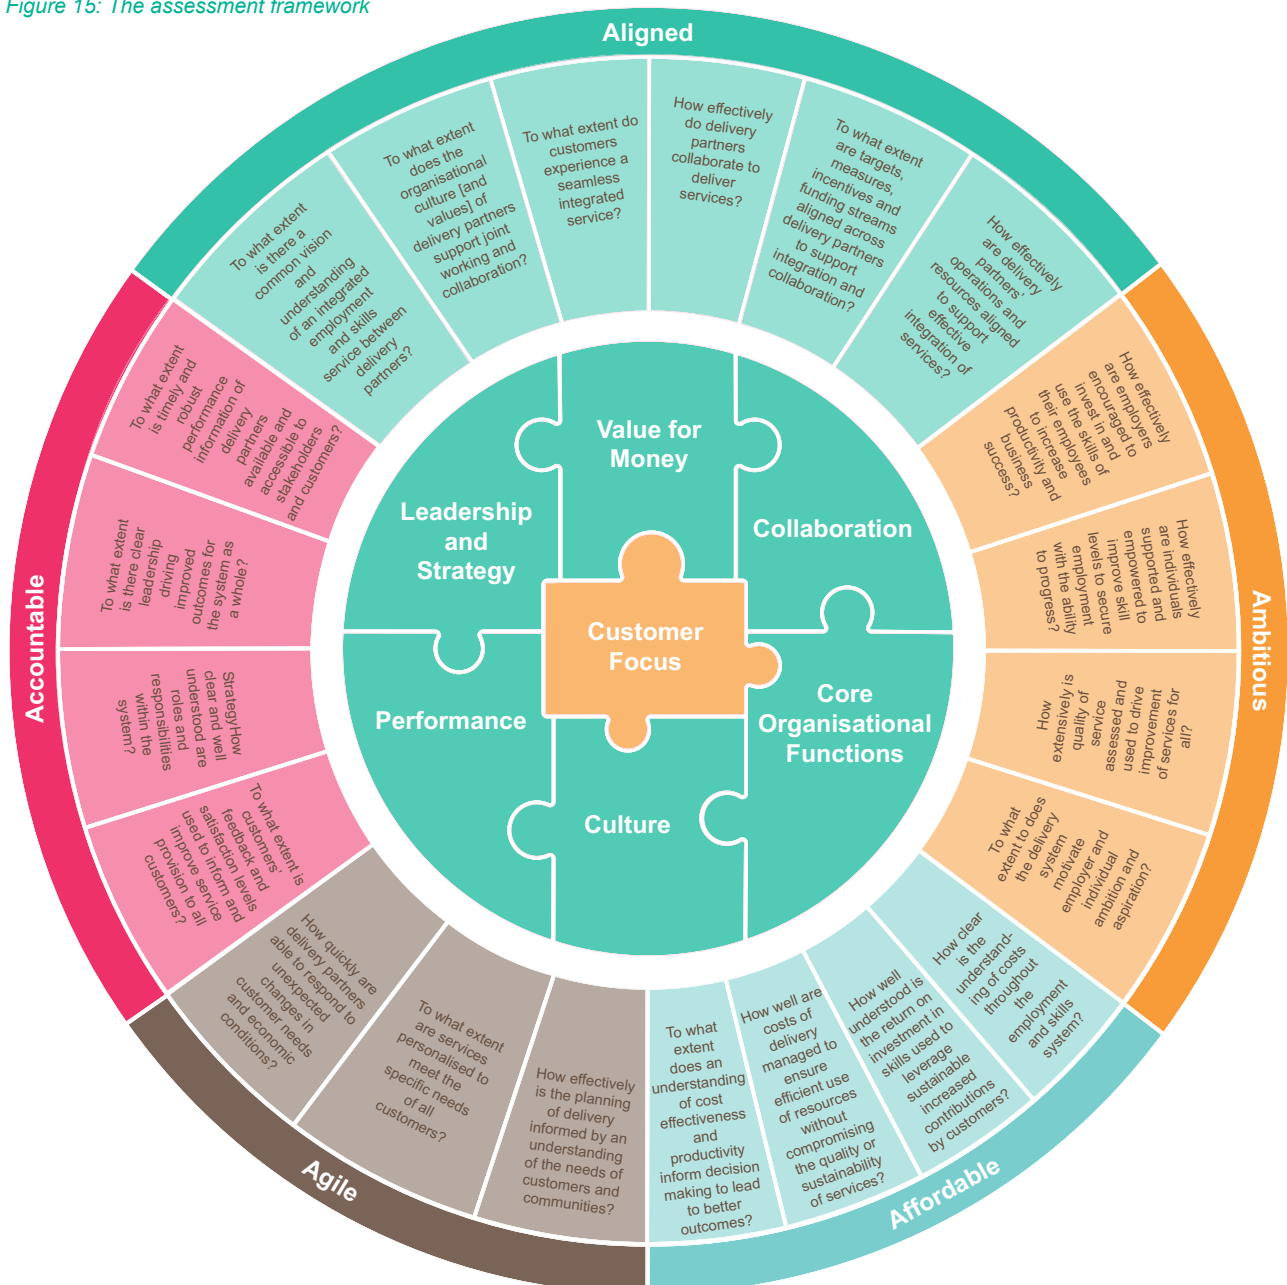 Figure 15: The assessment framework
Aligned
To what extent
is there a
common vision
and
understanding
of an integrated
employment
and skills
service between
delivery
partners?
To what extent
does the
organisational
culture [and
values] of
delivery partners
support joint
working and
collaboration?
To what extent do
customers
experience a
seamless
integrated
service?
How effectively
do delivery
partners
collaborate to
deliver
services?
To what extent
are targets,
measures,
incentives and
funding streams
aligned across
delivery partners
to support
integration and
collaboration?
How effectively
are delivery
partners'
operations and
resources aligned
to support
effective
integration of
services?
Ambitious
How effectively
are employers
encouraged to
invest in and
use the skills of
their employees
to increase
productivity and
business
success?
How effectively
are individuals
supported and
empowered to
improve skill
levels to secure
employment
with the ability
to progress?
How
extensively is
quality of
service
assessed and
used to drive
improvement
of services for
all?
To what
extent to does
the delivery
system
motivate
employer and
individual
ambition and
aspiration?
Affordable
How clear
is the
understand-
ing of costs
throughout
the
employment
and skills
system?
How well
understood is
the return on
investment in
skills used to
leverage
sustainable
increased
contributions
by customers?
How well are
costs of
delivery
managed to
ensure
efficient use
of resources
without
compromising
the quality or
sustainability
of services?
To what
extent
does an
understanding
of cost
effectiveness
and
productivity
inform decision
making to lead
to better
outcomes?
Agile
How effectively
is the planning
of delivery
informed by an
understanding
of the needs of
customers and
communities?
To what extent
are services
personalised to
meet the
specific needs
of all
customers?
How quickly are
delivery partners
able to respond to
unexpected
changes in
customer needs
and economic
conditions?
Accountable
To what extent is
customers'
feedback and
satisfaction levels
used to inform and
improve service
provision to all
customers?
StrategyHow
clear and well
understood are
roles and
responsibilities
within the
system?
To what extent
is there clear
leadership
driving
improved
outcomes for
the system as
a whole?
To what extent
is timely and
robust
performance
information of
delivery
partners
available and
accessible to
stakeholders
and customers?
Value for
Money
Leadership
and
Strategy
Collaboration
Customer
Focus
Performance
Core
Organisational
Functions
Culture